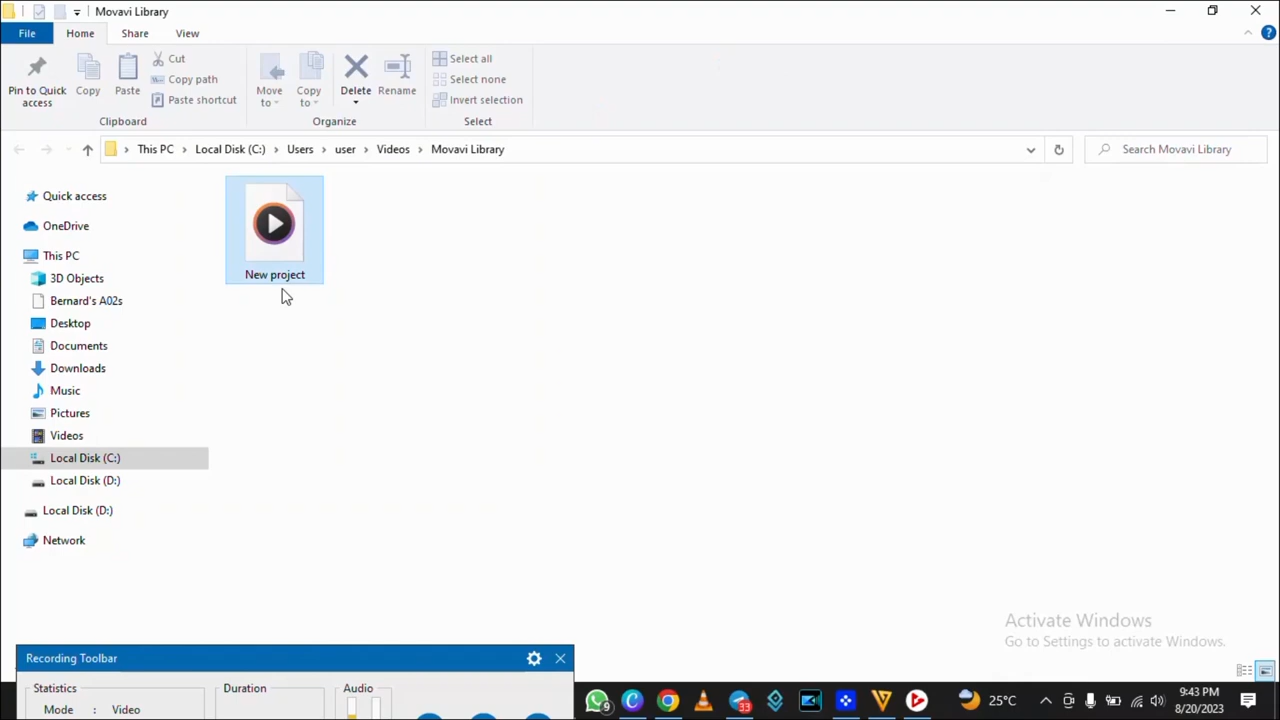 Movavi Library
File
Home
Share
View
Pin to Quick
access
Copy
Paste
Cut
Copy path
Paste shortcut
Clipboard
Move
to
Copy
to
Delete
Rename
Organize
Select all
Select none
Invert selection
Select
This PC
Local Disk (C:)
Users
user
Videos
Movavi Library
Search Movavi Library
Quick access
OneDrive
This PC
3D Objects
Bernard's A02s
Desktop
Documents
Downloads
Music
Pictures
Videos
Local Disk (C:)
Local Disk (D:)
Local Disk (D:)
Network
New project
Activate Windows
Go to Settings to activate Windows.
Recording Toolbar
Statistics
Mode : Video
Duration
Audio
9
33
25°C
9:43 PM
8/20/2023